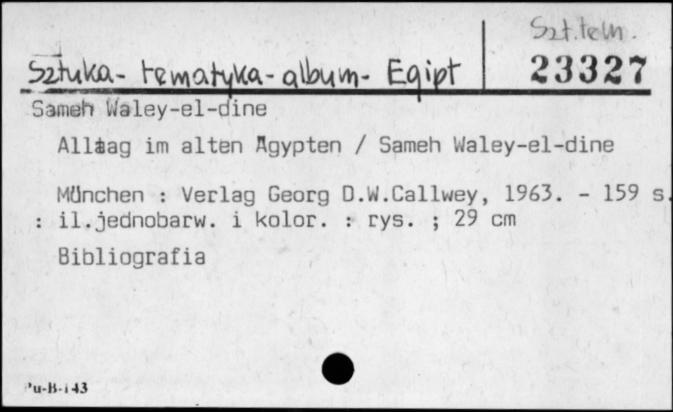 Szt.tem.
Sztuka - tematyka - album - Egipt
23327
Sameh Waley-el-dine
Alltag im alten Ägypten / Sameh Waley-el-dine
München : Verlag Georg D.W.Callwey, 1963. - 159 s.
: il.jednobarw. i kolor. : rys. ; 29 cm
Bibliografia
Pu-B-143